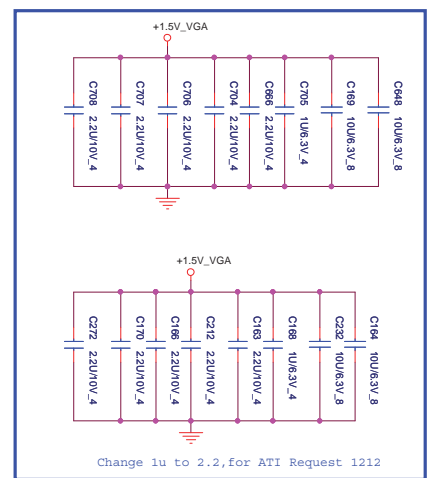 +1.5V_VGA
C708 2.2U/10V_4
C707 2.2U/10V_4
C706 2.2U/10V_4
C704 2.2U/10V_4
C666 2.2U/10V_4
C705 1U/6.3V_4
C169 10U/6.3V_8
C648 10U/6.3V_8
+1.5V_VGA
C272 2.2U/10V_4
C170 2.2U/10V_4
C166 2.2U/10V_4
C212 2.2U/10V_4
C163 2.2U/10V_4
C168 1U/6.3V_4
C232 10U/6.3V_8
C164 10U/6.3V_8
Change 1u to 2.2,for ATI Request 1212